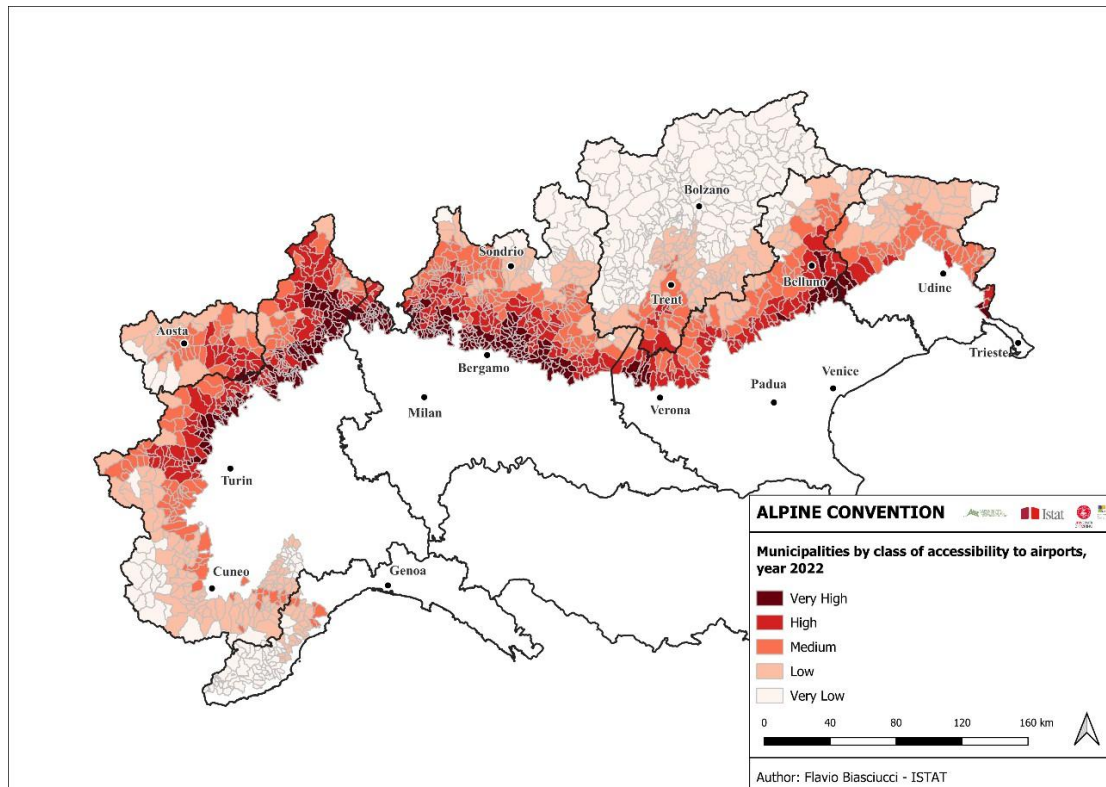 Bolzano
Sondrio
Trent
Belluno
Udine
Aosta
Bergamo
Trieste
Milan
Verona
Padua
Venice
Turin
Cuneo
Genoa
ALPINE CONVENTION
Istat
Municipalities by class of accessibility to airports,
year 2022
Very High
High
Medium
Low
Very Low
0 40 80 120 160 km
Author: Flavio Biasciucci - ISTAT